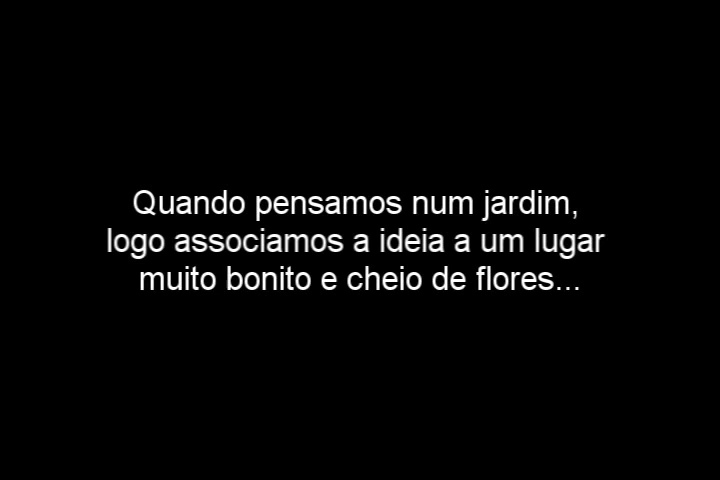 Quando pensamos num jardim,
logo associamos a ideia a um lugar
muito bonito e cheio de flores...